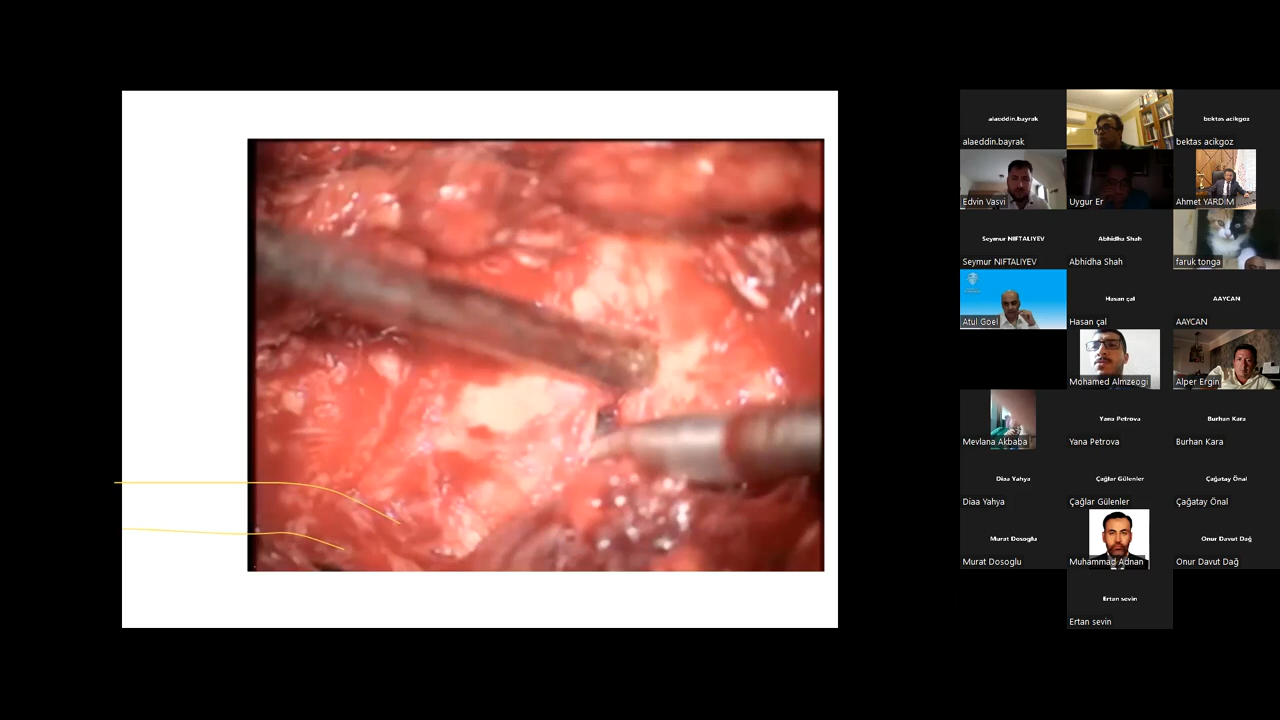 alaeddin.bayrak
alaeddin.bayrak
bektas acikgoz
bektas acikgoz
Edvin Vasvi
Uygur Er
Ahmet YARDIM
Seymur NIFTALIYEV
Seymur NIFTALIYEV
Abhidha Shah
Abhidha Shah
faruk tonga
Atul Goel
Hasan çal
Hasan çal
AAYCAN
AAYCAN
Mohamed Almzeogi
Alper Ergin
Mevlana Akbaba
Yana Petrova
Yana Petrova
Burhan Kara
Burhan Kara
Diaa Yahya
Diaa Yahya
Çağlar Gülenler
Çağlar Gülenler
Çağatay Önal
Çağatay Önal
Murat Dosoglu
Murat Dosoglu
Muhammad Adnan
Onur Davut Dağ
Onur Davut Dağ
Ertan sevin
Ertan sevin